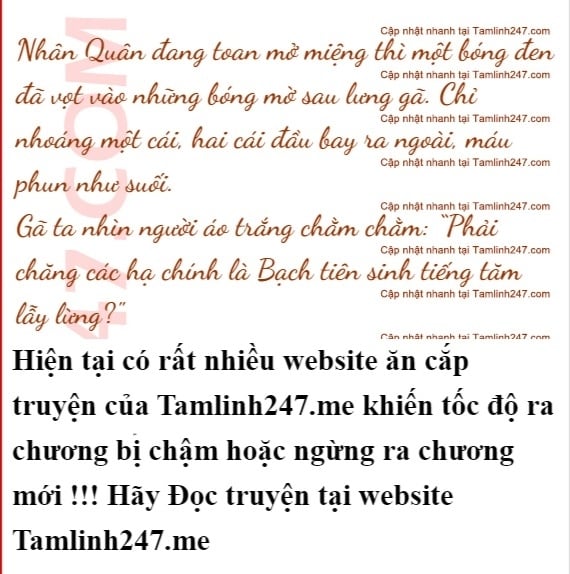 Cập nhật nhanh tại Tamlinh247.com
Nhân Quân đang toan mở miệng thì một bóng đen
Cập nhật nhanh tại Tamlinh247.com
đã vọt vào những bóng mờ sau lưng gã. Chỉ
Cập nhật nhanh tại Tamlinh247.com
nhoáng một cái, hai cái đầu bay ra ngoài, máu
Cập nhật nhanh tại Tamlinh247.com
phun như suối.
Cập nhật nhanh tại Tamlinh247.com
Gã ta nhìn người áo trắng chằm chằm: "Phải
Cập nhật nhanh tại Tamlinh247.com
chăng các hạ chính là Bạch tiên sinh tiếng tăm
Cập nhật nhanh tại Tamlinh247.com
lẫy lừng?"
Cập nhật nhanh tại Tamlinh247.com
47.COM
Hiện tại có rất nhiều website ăn cắp
truyện của Tamlinh247.me khiến tốc độ ra
chương bị chậm hoặc ngừng ra chương
mới !!! Hãy Đọc truyện tại website
Tamlinh247.me